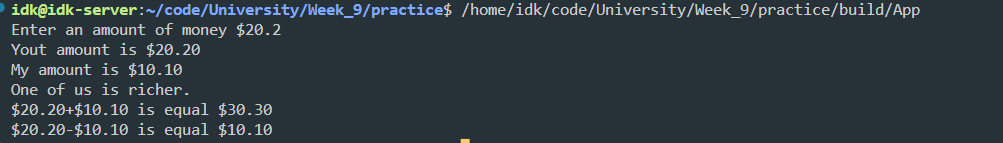 idk@idk-server:~/code/University/Week_9/practice$ /home/idk/code/University/Week_9/practice/build/App
Enter an amount of money $20.2
Yout amount is $20.20
My amount is $10.10
One of us is richer.
$20.20+$10.10 is equal $30.30
$20.20-$10.10 is equal $10.10